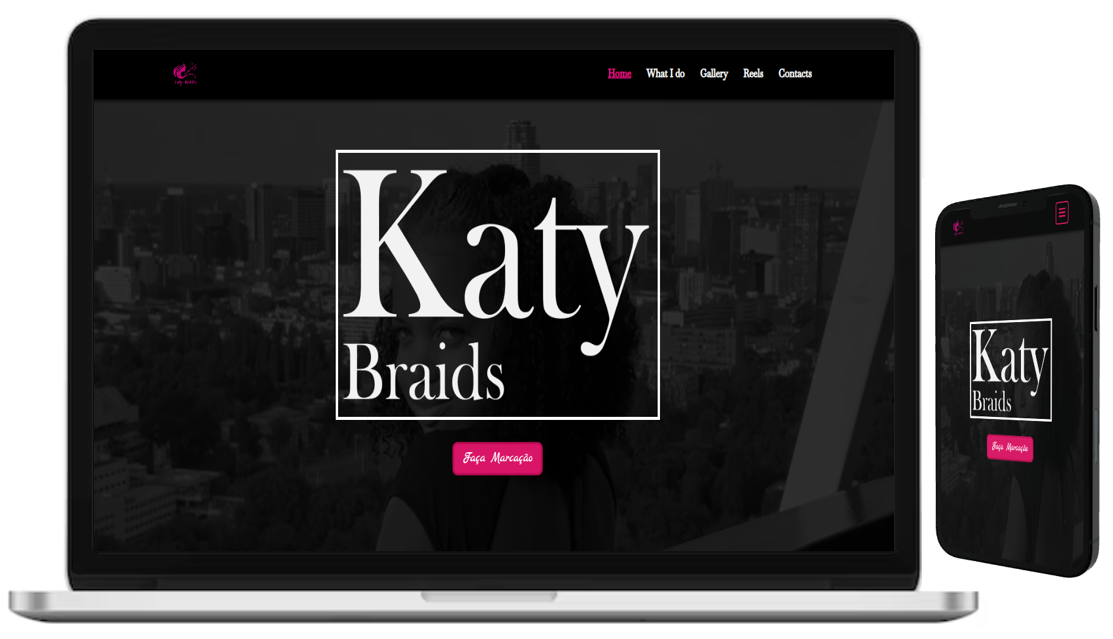 Home What I do Gallery Reels Contacts
Katy
Braids
Faça Marcação
Katy
Braids
Faça Marcação